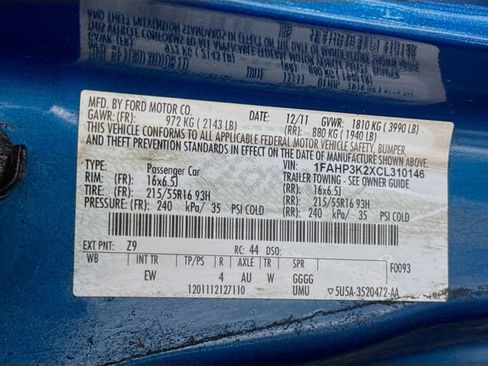 MFD. BY FORD MOTOR CO.
DATE: 12/11 GVWR: 1810 KG ( 3990 LB)
GAWR: (FR): 972 KG ( 2143 LB) (RR): 880 KG ( 1940 LB)
THIS VEHICLE CONFORMS TO ALL APPLICABLE FEDERAL MOTOR VEHICLE SAFETY, BUMPER,
AND THEFT PREVENTION STANDARDS IN EFFECT ON THE DATE OF MANUFACTURE SHOWN ABOVE.
TYPE: Passenger Car VIN: 1FAHP3K2XCL310146
TRAILER TOWING - SEE OWNER GUIDE
RIM: (FR) 16x6.5J (RR): 16x6.5J
TIRE: (FR) 215/55R16 93H (RR): 215/55R16 93H
PRESSURE: (FR) 240 kPa/ 35 PSI COLD (RR): 240 kPa/ 35 PSI COLD
EXT PNT: Z9 RC: 44 DSO: F0093
WB INT TR TP/PS R AXLE TR SPR
EW 4 AU W GGGG
1201112127110 UMU ▽5U5A-3520472-AA